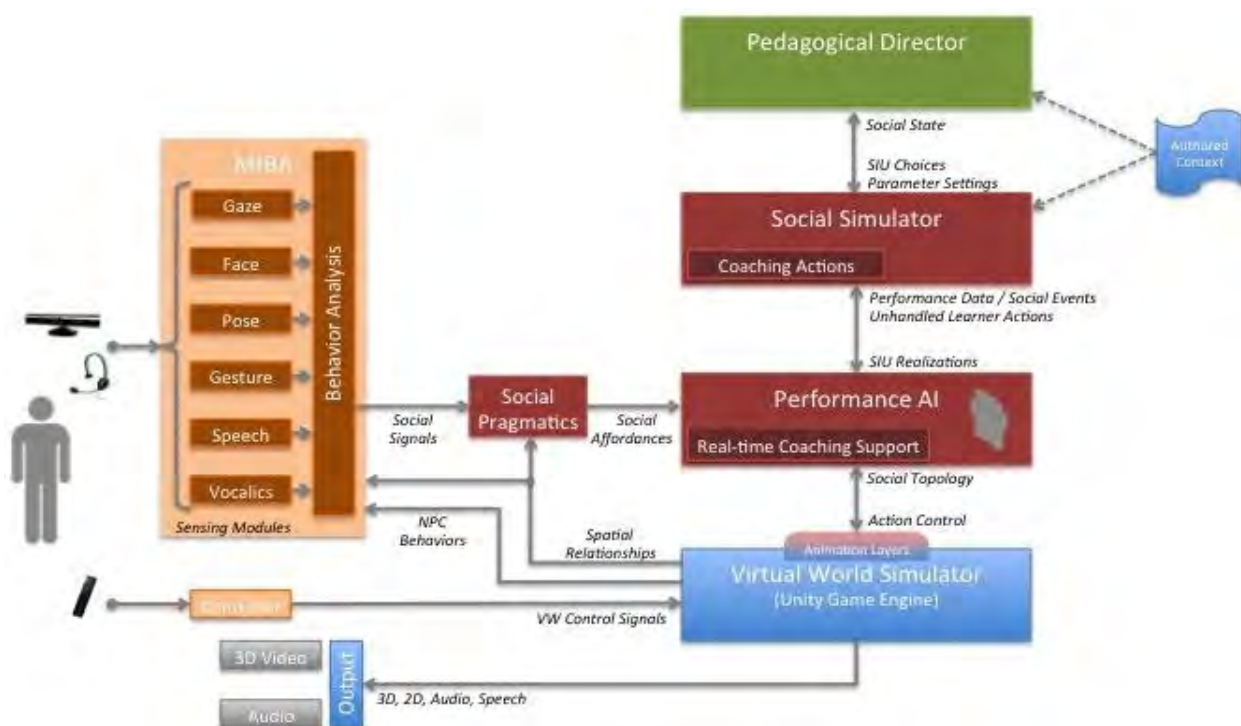 Pedagogical Director
Social State
SIU Choices
Parameter Settings
Authored
Context
Social Simulator
Coaching Actions
Performance Data / Social Events
Unhandled Learner Actions
SIU Realizations
MIBA
Gaze
Face
Pose
Gesture
Speech
Vocalics
Sensing Modules
Behavior Analysis
Social
Signals
Social
Pragmatics
Social
Affordances
Performance AI
Real-time Coaching Support
Social Topology
Action Control
NPC
Behaviors
Spatial
Relationships
Animation Layers
Virtual World Simulator
(Unity Game Engine)
VW Control Signals
3D Video
Audio
Output
3D, 2D, Audio, Speech